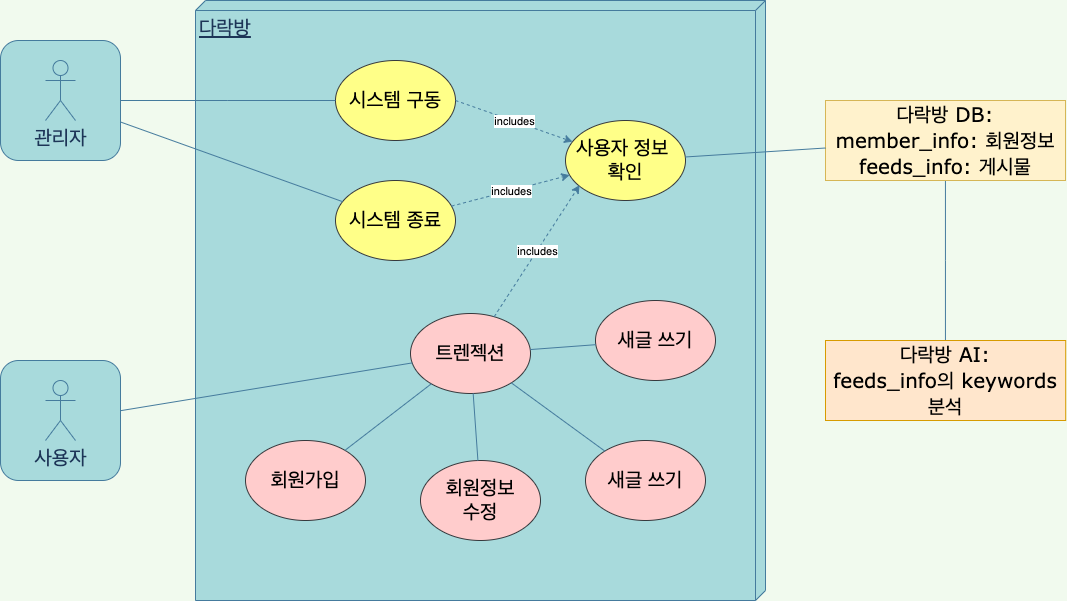 다락방
관리자
시스템 구동
includes
사용자 정보
확인
다락방 DB:
member_info: 회원정보
feeds_info: 게시물
includes
시스템 종료
includes
트렌젝션
새글 쓰기
다락방 AI:
feeds_info의 keywords
분석
사용자
회원가입
회원정보
수정
새글 쓰기